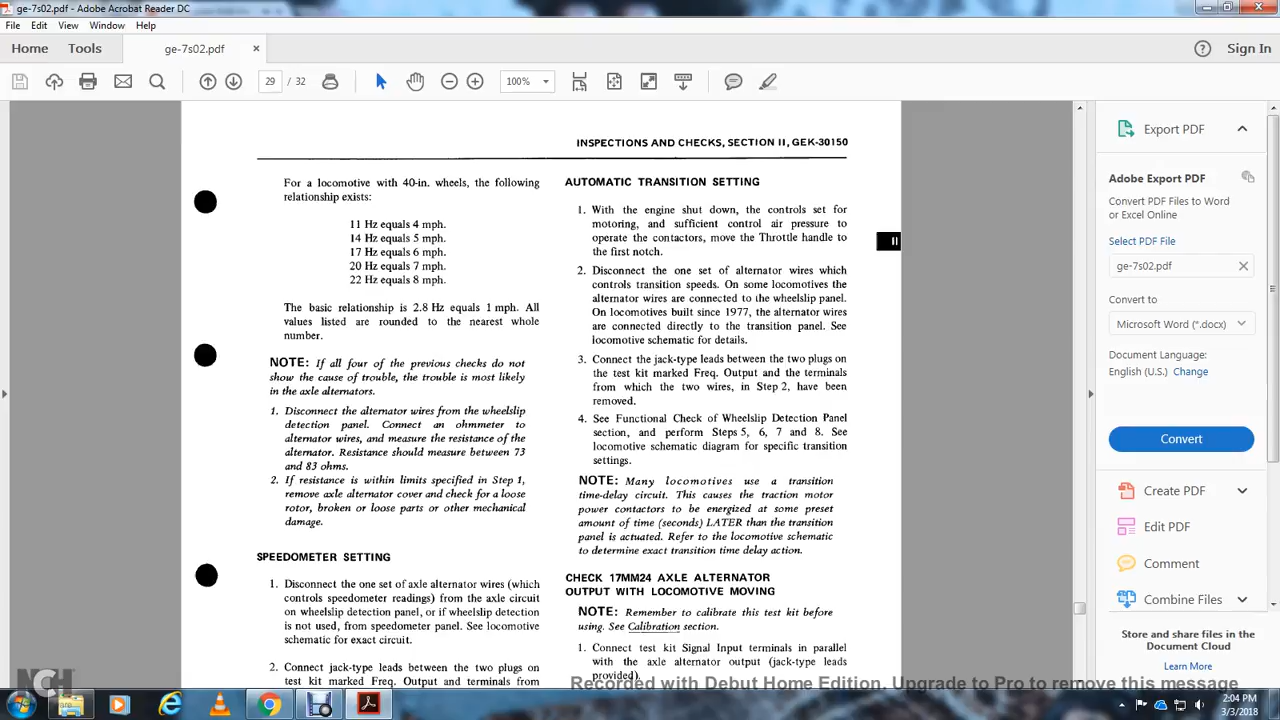 ge-7s02.pdf - Adobe Acrobat Reader DC
File Edit View Window Help
Home Tools ge-7s02.pdf × Sign In
29 / 32 100%
INSPECTIONS AND CHECKS, SECTION II, GEK-30150
For a locomotive with 40-in. wheels, the following
relationship exists:
11 Hz equals 4 mph.
14 Hz equals 5 mph.
17 Hz equals 6 mph.
20 Hz equals 7 mph.
22 Hz equals 8 mph.
The basic relationship is 2.8 Hz equals 1 mph. All
values listed are rounded to the nearest whole
number.
NOTE: If all four of the previous checks do not
show the cause of trouble, the trouble is most likely
in the axle alternators.
1. Disconnect the alternator wires from the wheelslip
detection panel. Connect an ohmmeter to
alternator wires, and measure the resistance of the
alternator. Resistance should measure between 73
and 83 ohms.
2. If resistance is within limits specified in Step 1,
remove axle alternator cover and check for a loose
rotor, broken or loose parts or other mechanical
damage.
SPEEDOMETER SETTING
1. Disconnect the one set of axle alternator wires (which
controls speedometer readings) from the axle circuit
on wheelslip detection panel, or if wheelslip detection
is not used, from speedometer panel. See locomotive
schematic for exact circuit.
2. Connect jack-type leads between the two plugs on
test kit marked Freq. Output and terminals from
AUTOMATIC TRANSITION SETTING
1. With the engine shut down, the controls set for
motoring, and sufficient control air pressure to
operate the contactors, move the Throttle handle to
the first notch.
2. Disconnect the one set of alternator wires which
controls transition speeds. On some locomotives the
alternator wires are connected to the wheelslip panel.
On locomotives built since 1977, the alternator wires
are connected directly to the transition panel. See
locomotive schematic for details.
3. Connect the jack-type leads between the two plugs on
the test kit marked Freq. Output and the terminals
from which the two wires, in Step 2, have been
removed.
4. See Functional Check of Wheelslip Detection Panel
section, and perform Steps 5, 6, 7 and 8. See
locomotive schematic diagram for specific transition
settings.
NOTE: Many locomotives use a transition
time-delay circuit. This causes the traction motor
power contactors to be energized at some preset
amount of time (seconds) LATER than the transition
panel is actuated. Refer to the locomotive schematic
to determine exact transition time delay action.
CHECK 17MM24 AXLE ALTERNATOR
OUTPUT WITH LOCOMOTIVE MOVING
NOTE: Remember to calibrate this test kit before
using. See Calibration section.
1. Connect test kit Signal Input terminals in parallel
with the axle alternator output (jack-type leads
provided).
II
Export PDF
Adobe Export PDF
Convert PDF Files to Word
or Excel Online
Select PDF File
ge-7s02.pdf
Convert to
Microsoft Word (*.docx)
Document Language:
English (U.S.) Change
Convert
Create PDF
Edit PDF
Comment
Combine Files
Store and share files in the
Document Cloud
Learn More
NCH
Recorded with Debut Home Edition. Upgrade to Pro to remove this message
2:04 PM
3/3/2018